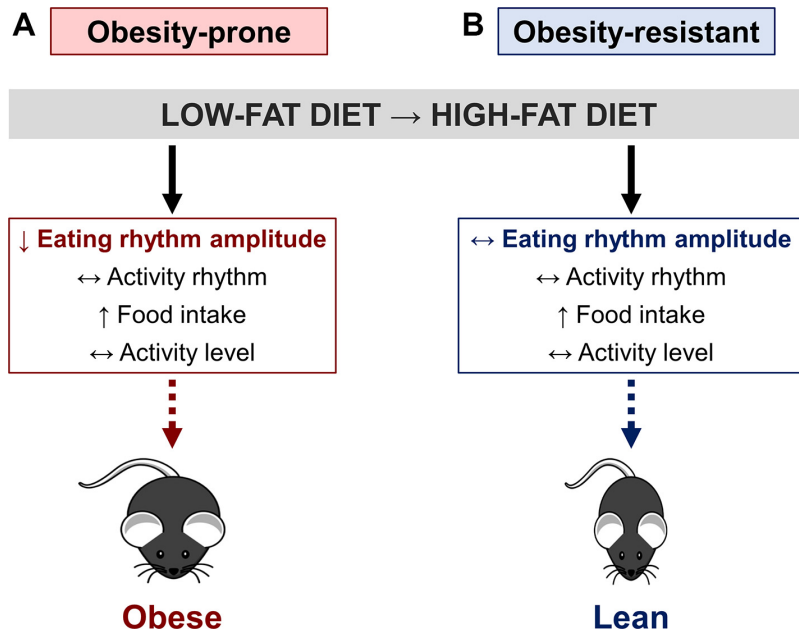 A Obesity-prone
B Obesity-resistant
LOW-FAT DIET → HIGH-FAT DIET
↓ Eating rhythm amplitude
↔ Activity rhythm
↑ Food intake
↔ Activity level
Obese
↔ Eating rhythm amplitude
↔ Activity rhythm
↑ Food intake
↔ Activity level
Lean